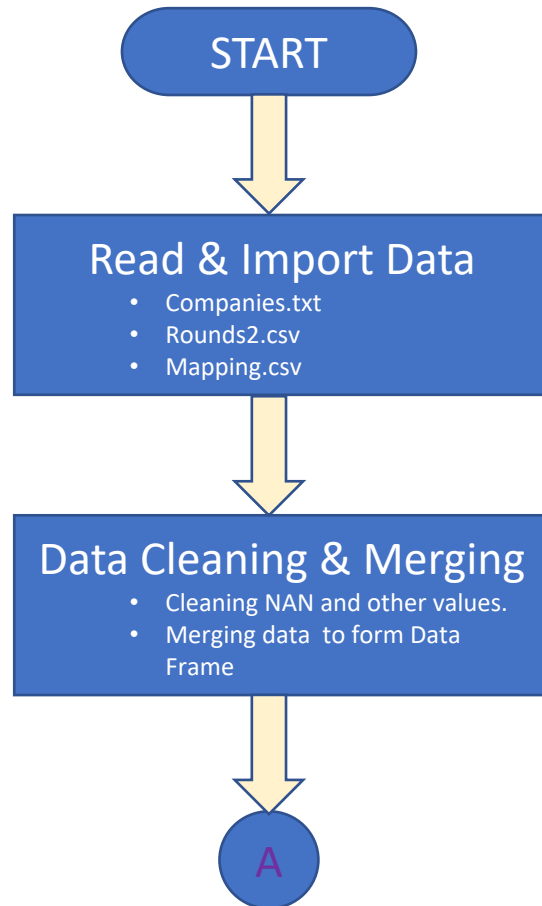 START
Read & Import Data
• Companies.txt
• Rounds2.csv
• Mapping.csv
Data Cleaning & Merging
• Cleaning NAN and other values.
• Merging data  to form Data
Frame
A